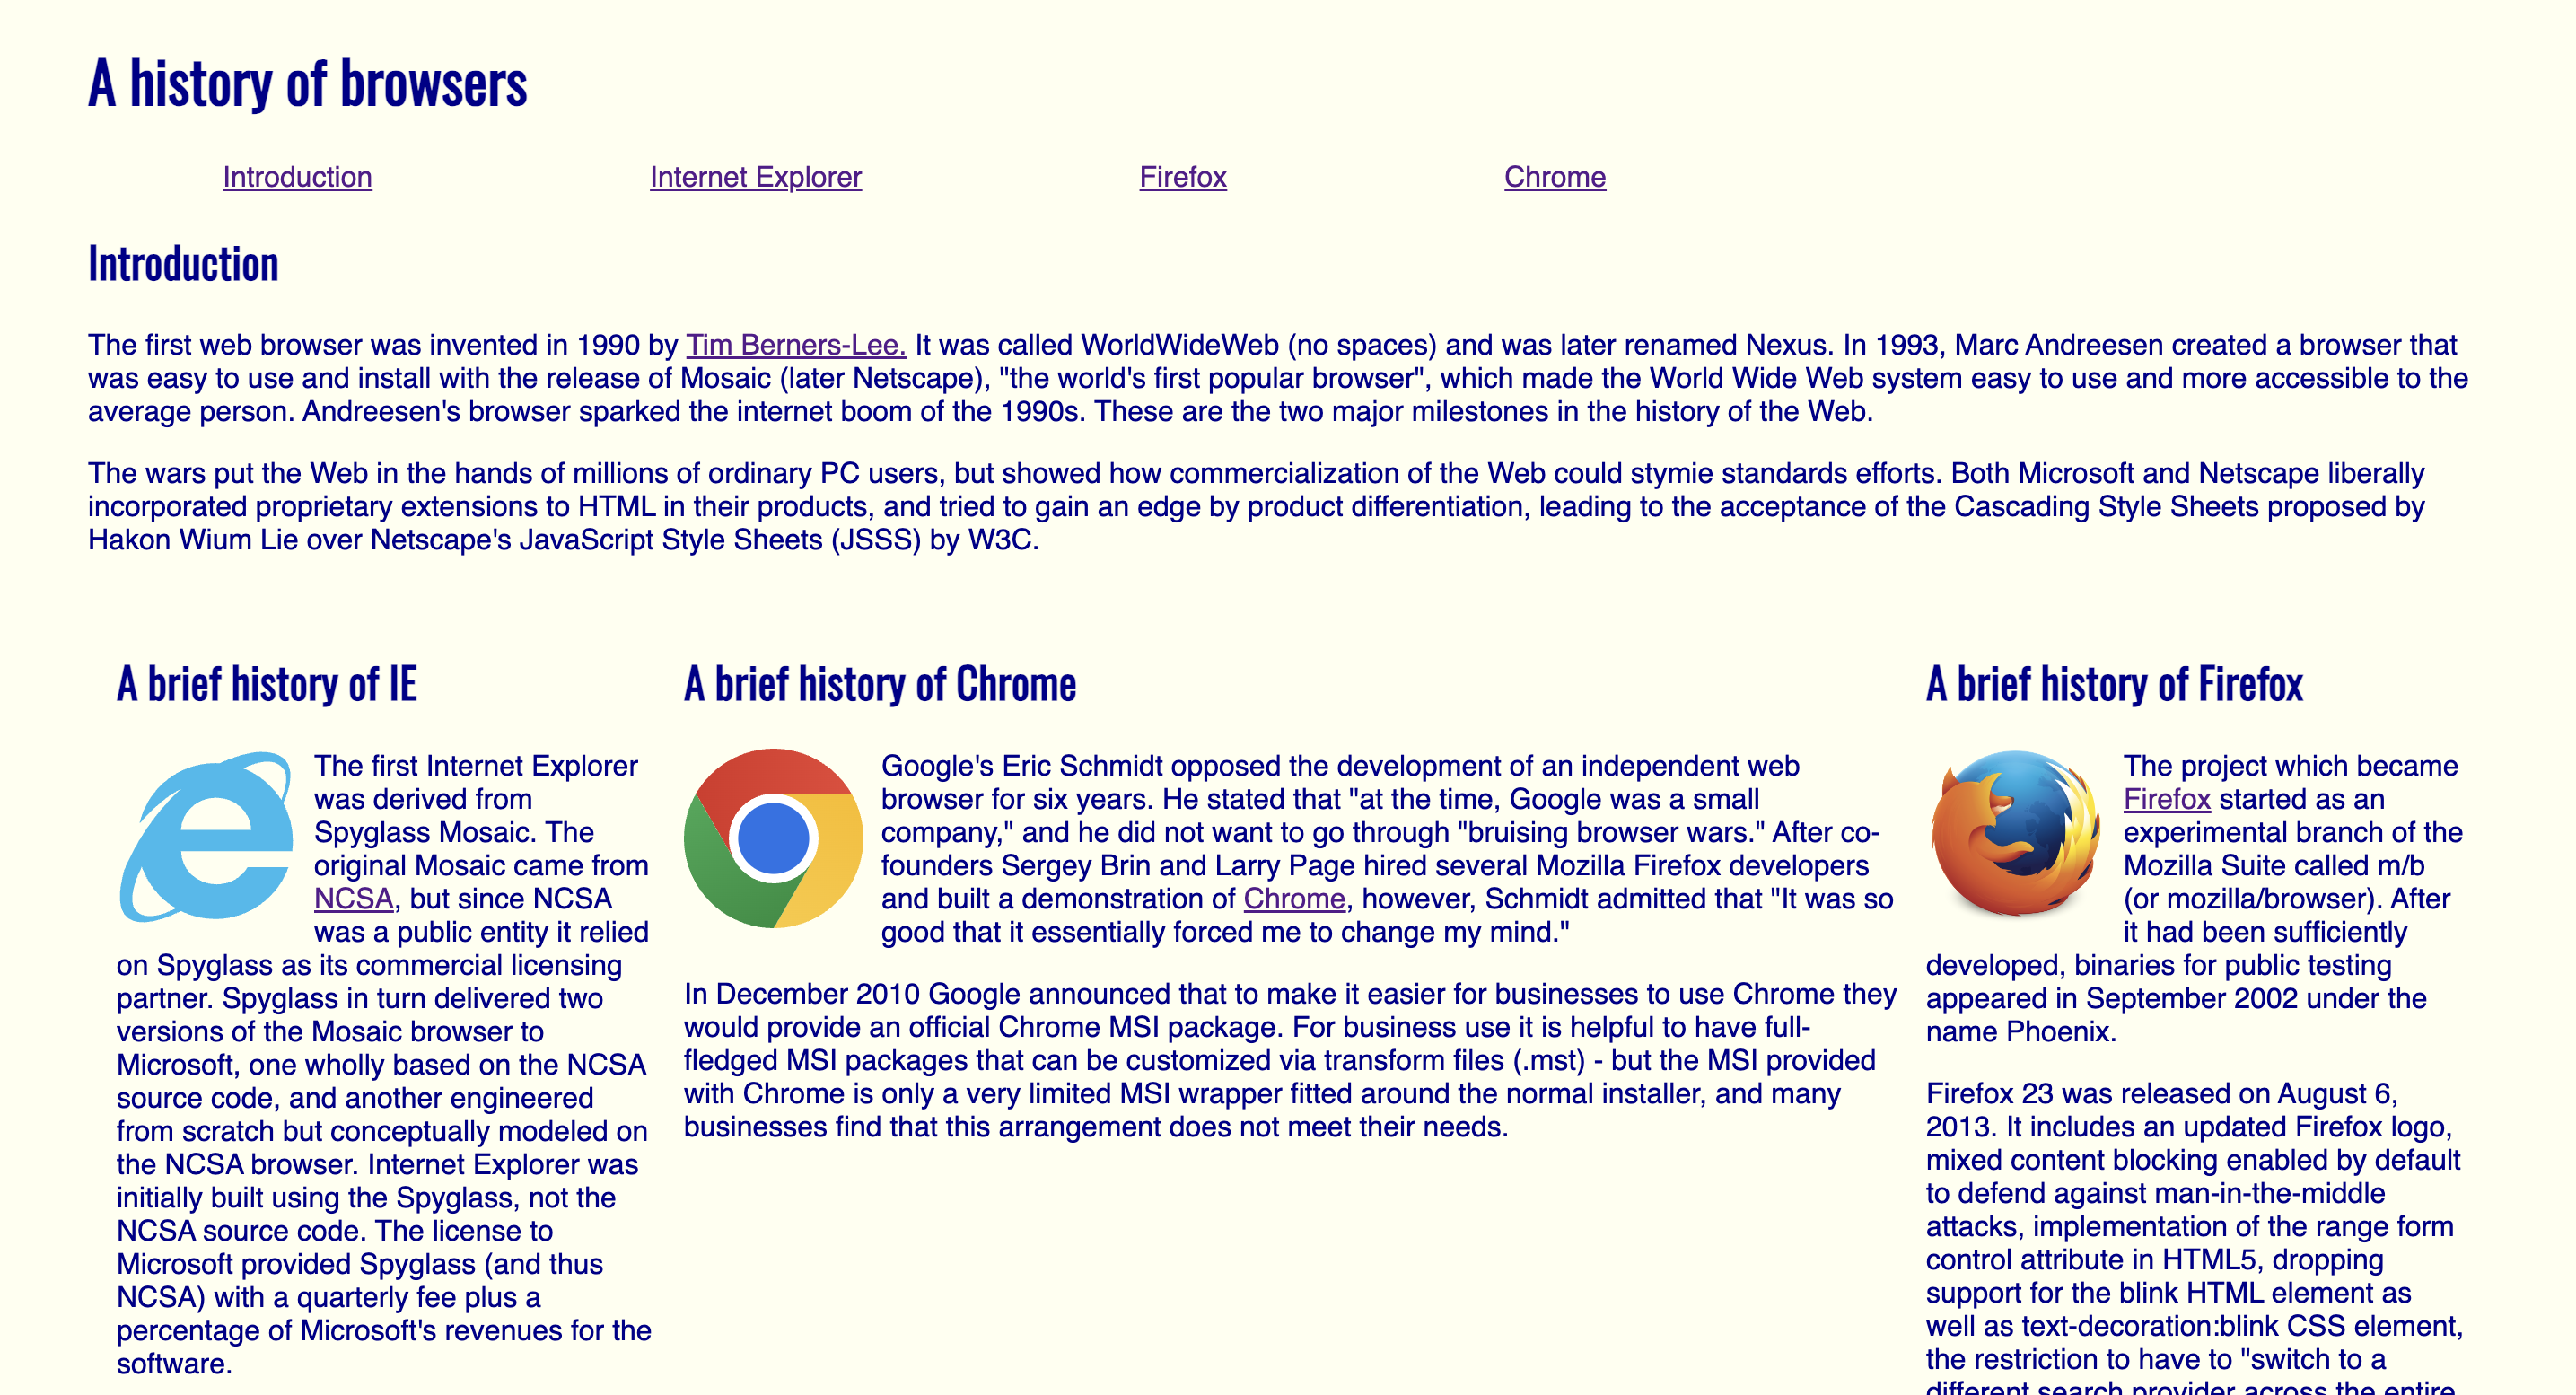 A history of browsers
Introduction
Internet Explorer
Firefox
Chrome
Introduction
The first web browser was invented in 1990 by Tim Berners-Lee. It was called WorldWideWeb (no spaces) and was later renamed Nexus. In 1993, Marc Andreesen created a browser that
was easy to use and install with the release of Mosaic (later Netscape), "the world's first popular browser", which made the World Wide Web system easy to use and more accessible to the
average person. Andreesen's browser sparked the internet boom of the 1990s. These are the two major milestones in the history of the Web.
The wars put the Web in the hands of millions of ordinary PC users, but showed how commercialization of the Web could stymie standards efforts. Both Microsoft and Netscape liberally
incorporated proprietary extensions to HTML in their products, and tried to gain an edge by product differentiation, leading to the acceptance of the Cascading Style Sheets proposed by
Hakon Wium Lie over Netscape's JavaScript Style Sheets (JSSS) by W3C.
A brief history of IE
The first Internet Explorer
was derived from
Spyglass Mosaic. The
original Mosaic came from
NCSA, but since NCSA
was a public entity it relied
on Spyglass as its commercial licensing
partner. Spyglass in turn delivered two
versions of the Mosaic browser to
Microsoft, one wholly based on the NCSA
source code, and another engineered
from scratch but conceptually modeled on
the NCSA browser. Internet Explorer was
initially built using the Spyglass, not the
NCSA source code. The license to
Microsoft provided Spyglass (and thus
NCSA) with a quarterly fee plus a
percentage of Microsoft's revenues for the
software.
A brief history of Chrome
Google's Eric Schmidt opposed the development of an independent web
browser for six years. He stated that "at the time, Google was a small
company," and he did not want to go through "bruising browser wars." After co-
founders Sergey Brin and Larry Page hired several Mozilla Firefox developers
and built a demonstration of Chrome, however, Schmidt admitted that "It was so
good that it essentially forced me to change my mind."
In December 2010 Google announced that to make it easier for businesses to use Chrome they
would provide an official Chrome MSI package. For business use it is helpful to have full-
fledged MSI packages that can be customized via transform files (.mst) - but the MSI provided
with Chrome is only a very limited MSI wrapper fitted around the normal installer, and many
businesses find that this arrangement does not meet their needs.
A brief history of Firefox
The project which became
Firefox started as an
experimental branch of the
Mozilla Suite called m/b
(or mozilla/browser). After
it had been sufficiently
developed, binaries for public testing
appeared in September 2002 under the
name Phoenix.
Firefox 23 was released on August 6,
2013. It includes an updated Firefox logo,
mixed content blocking enabled by default
to defend against man-in-the-middle
attacks, implementation of the range form
control attribute in HTML5, dropping
support for the blink HTML element as
well as text-decoration:blink CSS element,
the restriction to have to "switch to a
different search provider across the entire